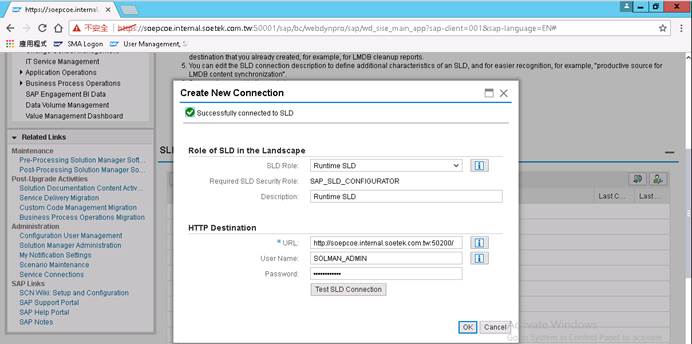 https://soepcoe.internal.so
不安全 https://soepcoe.internal.soetek.com.tw:50001/sap/bc/webdynpro/sap/wd_sise_main_app?sap-client=001&sap-language=EN#
應用程式 SMA Logon User Management, S
IT Service Management
Application Operations
Business Process Operations
SAP Engagement BI Data
Data Volume Management
Value Management Dashboard
destination that you already created, for example, for LMDB cleanup reports.
5. You can edit the SLD connection description to define additional characteristics of an SLD, and for easier recognition, for example, "productive source for
LMDB content synchronization".
Related Links
Maintenance
Pre-Processing Solution Manager Soft...
Post-Processing Solution Manager So...
Post-Upgrade Activities
Solution Documentation Content Activ...
Service Delivery Migration
Custom Code Management Migration
Business Process Operations Migration
Administration
Configuration User Management
Solution Manager Administration
My Notification Settings
Scenario Maintenance
Service Connections
SAP Links
SCN Wiki: Setup and Configuration
SAP Support Portal
SAP Help Portal
SAP Notes
SL
Last C...
Last
Create New Connection
Successfully connected to SLD
Role of SLD in the Landscape
SLD Role: Runtime SLD
Required SLD Security Role: SAP_SLD_CONFIGURATOR
Description: Runtime SLD
HTTP Destination
* URL: http://soepcoe.internal.soetek.com.tw:50200/
User Name: SOLMAN_ADMIN
Password: ••••••••••••
Test SLD Connection
OK Cancel
Activate Windows
Go to System in Control Panel to activate